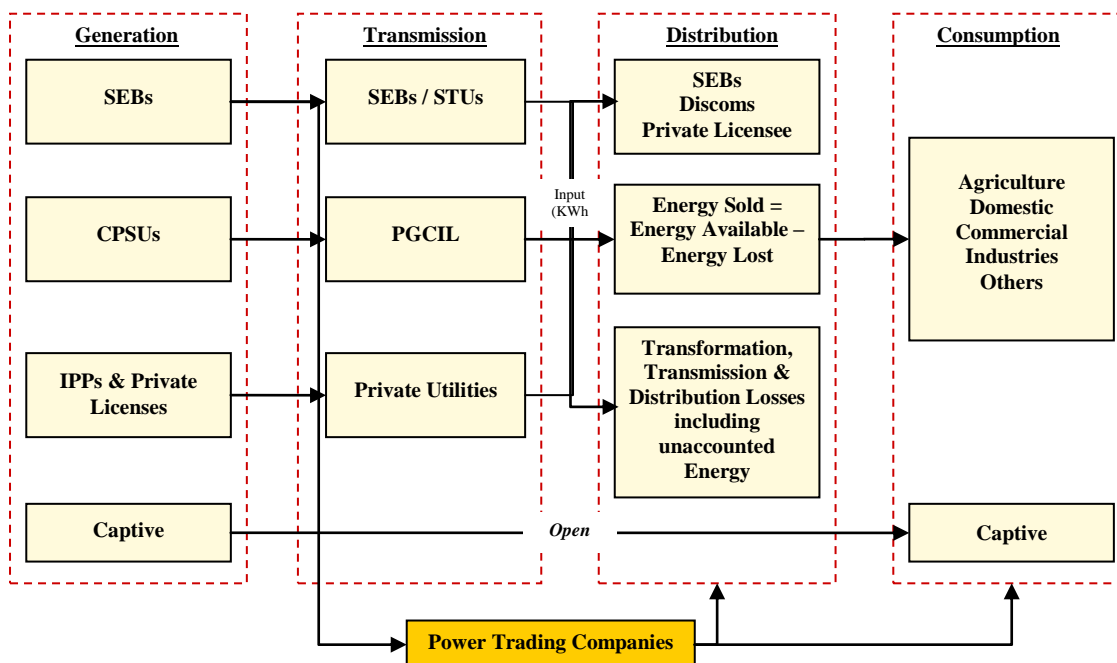 Generation
SEBs
CPSUs
IPPs & Private
Licenses
Captive
Transmission
SEBs / STUs
PGCIL
Private Utilities
Input
(KWh
Open
Distribution
SEBs
Discoms
Private Licensee
Energy Sold =
Energy Available –
Energy Lost
Transformation,
Transmission &
Distribution Losses
including
unaccounted
Energy
Consumption
Agriculture
Domestic
Commercial
Industries
Others
Captive
Power Trading Companies